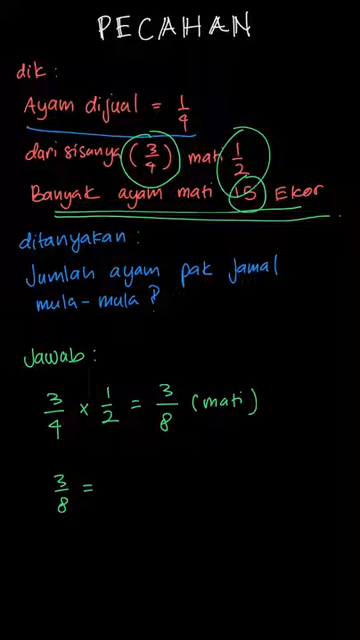 PECAHAN
dik :
Ayam dijual = 1/4
dari sisanya (3/4) mati 1/2
Banyak ayam mati 15 Ekor
ditanyakan :
Jumlah ayam pak jamal
mula-mula ?
Jawab :
3/4 x 1/2 = 3/8 (mati)
3/8 =